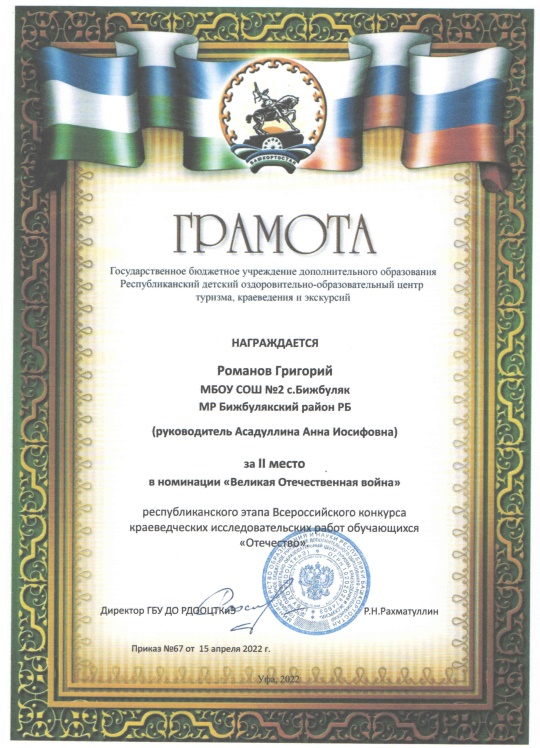 БАШКОРТОСТАН
ГРАМОТА
Государственное бюджетное учреждение дополнительного образования
Республиканский детский оздоровительно-образовательный центр
туризма, краеведения и экскурсий
НАГРАЖДАЕТСЯ
Романов Григорий
МБОУ СОШ №2 с.Бижбуляк
МР Бижбулякский район РБ
(руководитель Асадуллина Анна Иосифовна)
за II место
в номинации «Великая Отечественная война»
республиканского этапа Всероссийского конкурса
краеведческих исследовательских работ обучающихся
«Отечество»
Директор ГБУ ДО РДООЦТКиЭ Р.Н.Рахматуллин
Приказ №67 от 15 апреля 2022 г.
Уфа, 2022